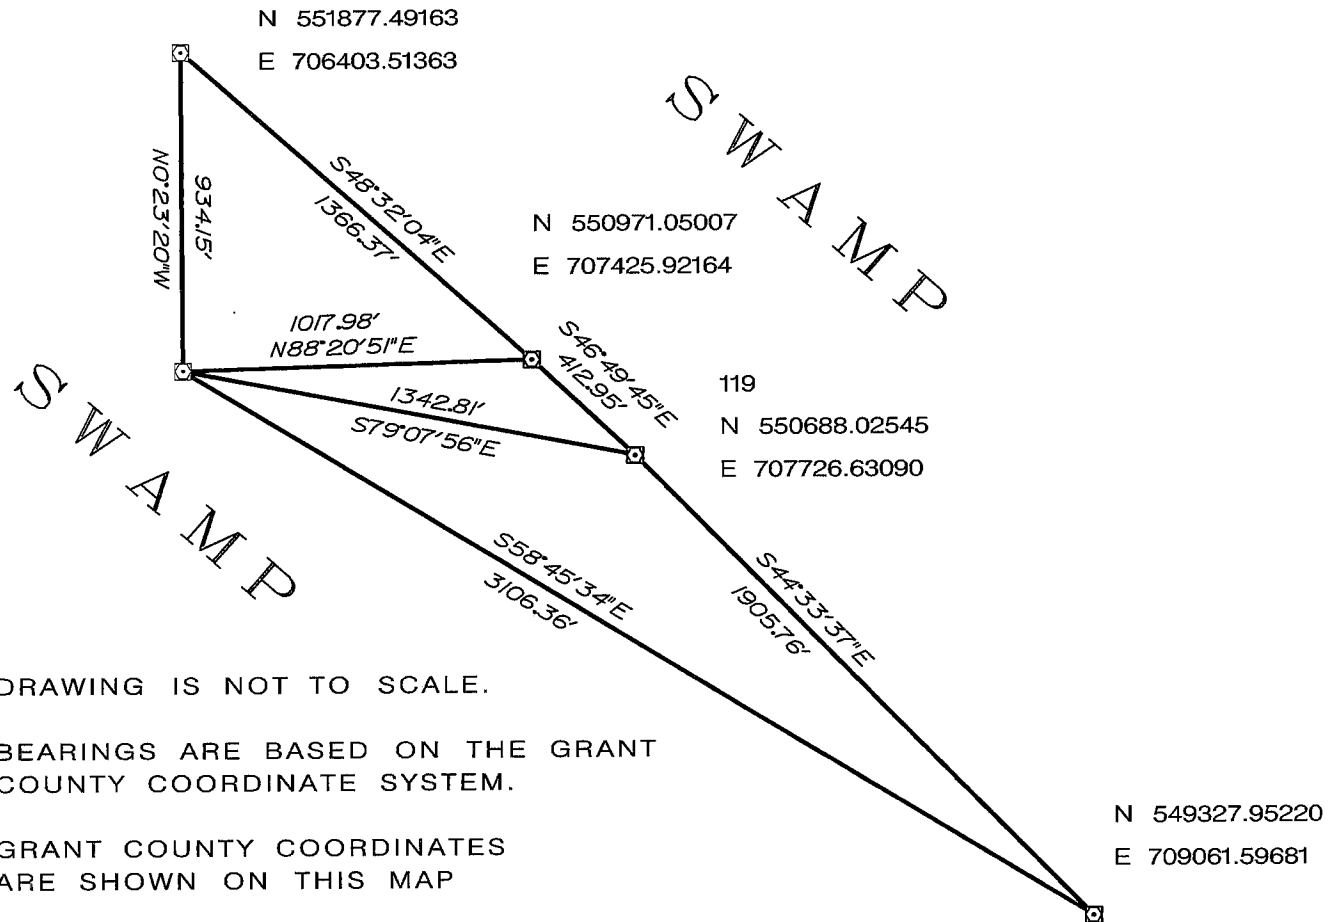 N 551877.49163
E 706403.51363
SWAMP
N0°23'20"W
934.15'
S48°32'04"E
1366.37'
N 550971.05007
E 707425.92164
1017.98'
N88°20'51"E
S46°49'45"E
412.95'
119
N 550688.02545
E 707726.63090
1342.81'
S79°07'56"E
SWAMP
S58°45'34"E
3106.36'
S44°33'37"E
1905.76'
DRAWING IS NOT TO SCALE.
BEARINGS ARE BASED ON THE GRANT
COUNTY COORDINATE SYSTEM.
GRANT COUNTY COORDINATES
ARE SHOWN ON THIS MAP
N 549327.95220
E 709061.59681